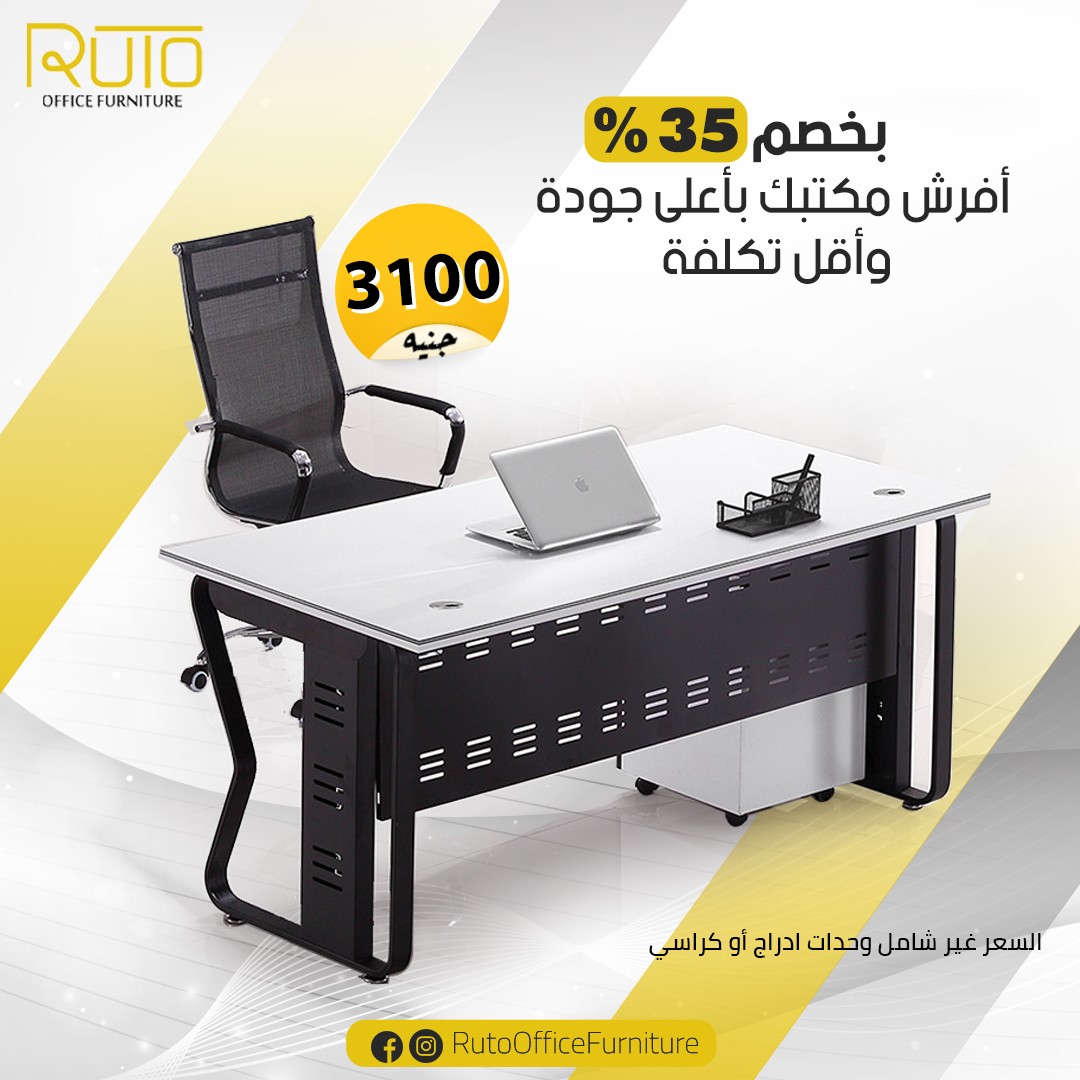 RUTO
OFFICE FURNITURE
بخصم 35 %
أفرش مكتبك بأعلى جودة
وأقل تكلفة
3100
جنيه
السعر غير شامل وحدات ادراج أو كراسي
RutoOfficeFurniture